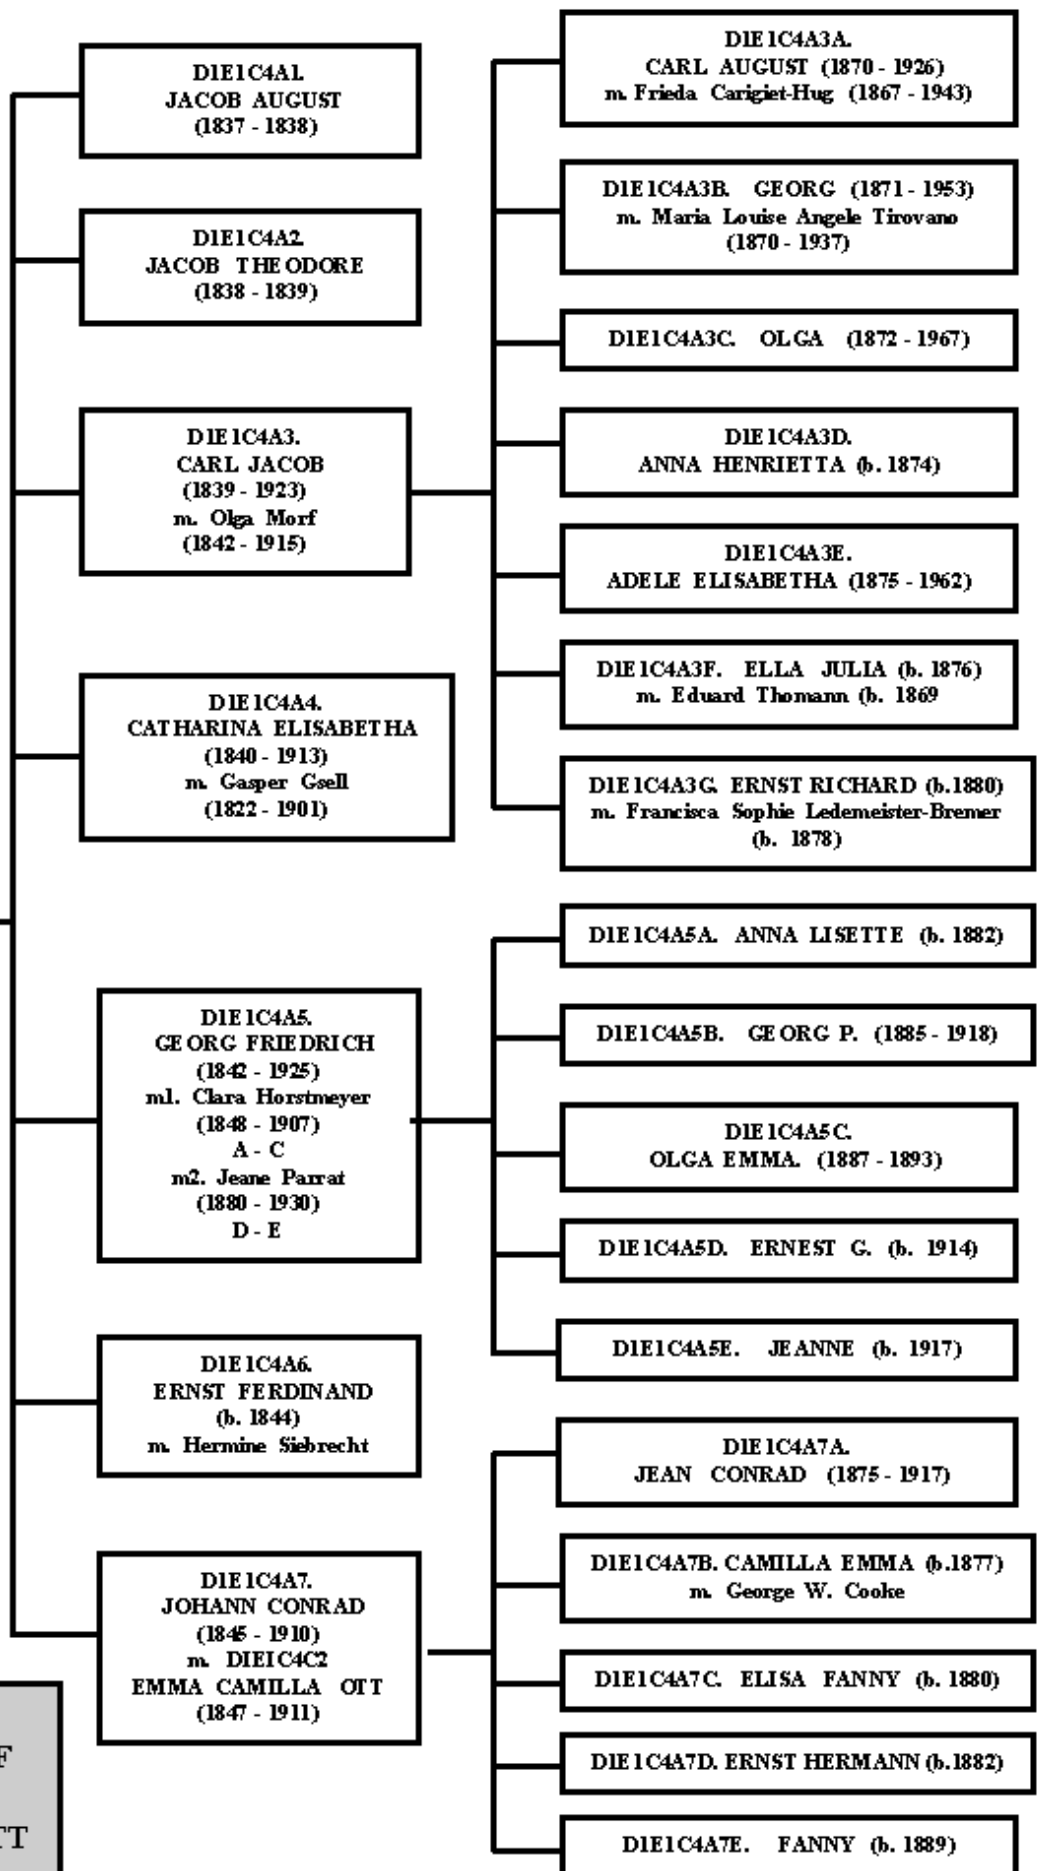 D1E1C4A1.
JACOB AUGUST
(1837 - 1838)
D1E1C4A2.
JACOB THEODORE
(1838 - 1839)
D1E1C4A3.
CARL JACOB
(1839 - 1923)
m. Olga Morf
(1842 - 1915)
D1E1C4A4.
CATHARINA ELISABETHA
(1840 - 1913)
m. Gasper Gsell
(1822 - 1901)
D1E1C4A5.
GEORG FRIEDRICH
(1842 - 1925)
m1. Clara Horstmeyer
(1848 - 1907)
A - C
m2. Jeane Parrat
(1880 - 1930)
D - E
D1E1C4A6.
ERNST FERDINAND
(b. 1844)
m. Hermine Siebrecht
D1E1C4A7.
JOHANN CONRAD
(1845 - 1910)
m. DIEIC4C2
EMMA CAMILLA OTT
(1847 - 1911)
F
TT
D1E1C4A3A.
CARL AUGUST (1870 - 1926)
m. Frieda Carigiet-Hug (1867 - 1943)
D1E1C4A3B. GEORG (1871 - 1953)
m. Maria Louise Angele Tirovano
(1870 - 1937)
D1E1C4A3C. OLGA (1872 - 1967)
D1E1C4A3D.
ANNA HENRIETTA (b. 1874)
D1E1C4A3E.
ADELE ELISABETHA (1875 - 1962)
D1E1C4A3F. ELLA JULIA (b. 1876)
m. Eduard Thomann (b. 1869
D1E1C4A3G. ERNST RICHARD (b.1880)
m. Francisca Sophie Ledemeister-Bremer
(b. 1878)
D1E1C4A5A. ANNA LISETTE (b. 1882)
D1E1C4A5B. GEORG P. (1885 - 1918)
D1E1C4A5C.
OLGA EMMA. (1887 - 1893)
D1E1C4A5D. ERNEST G. (b. 1914)
D1E1C4A5E. JEANNE (b. 1917)
D1E1C4A7A.
JEAN CONRAD (1875 - 1917)
D1E1C4A7B. CAMILLA EMMA (b.1877)
m. George W. Cooke
D1E1C4A7C. ELISA FANNY (b. 1880)
D1E1C4A7D. ERNST HERMANN (b.1882)
D1E1C4A7E. FANNY (b. 1889)